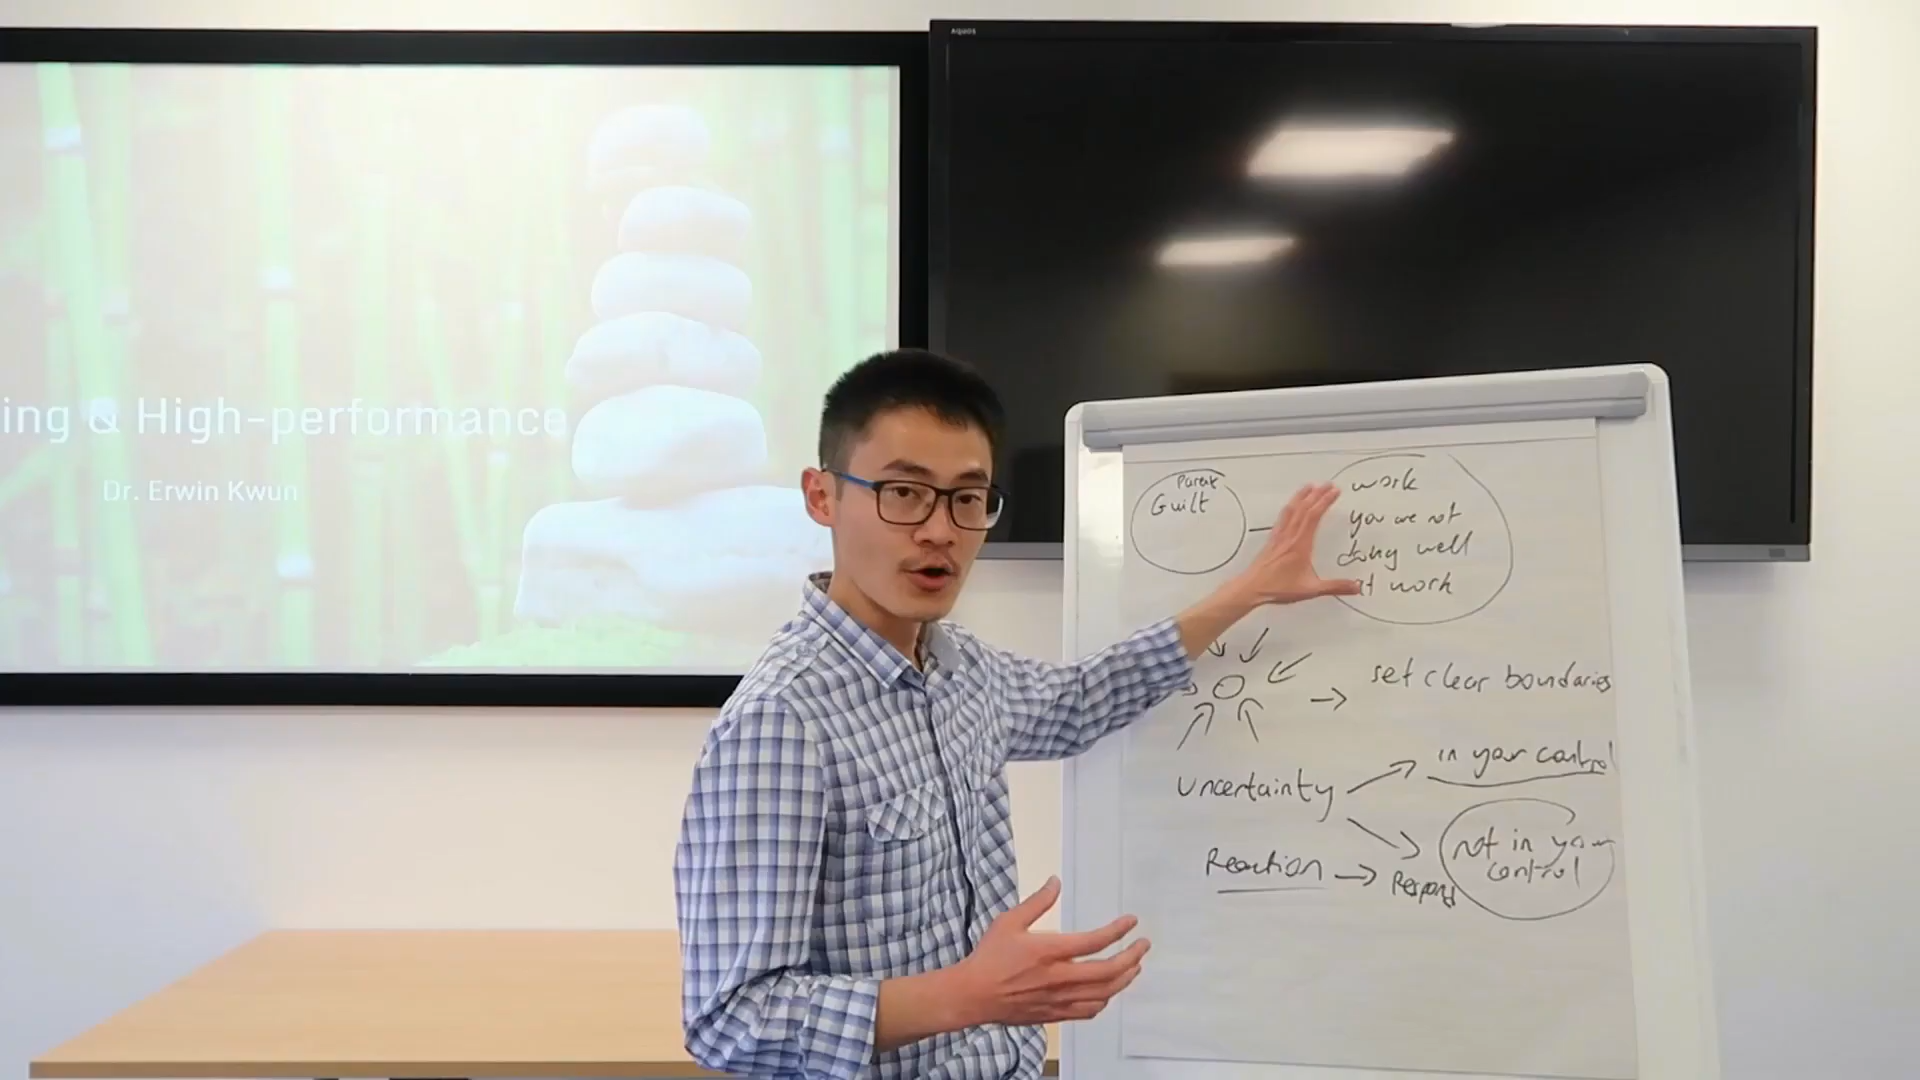 AQUOS
ing & High-performance
Dr. Erwin Kwun
Parent
Guilt
work
you are not
doing well
at work
set clear boundaries
Uncertainty
in your control
not in your
control
Reaction
Respond